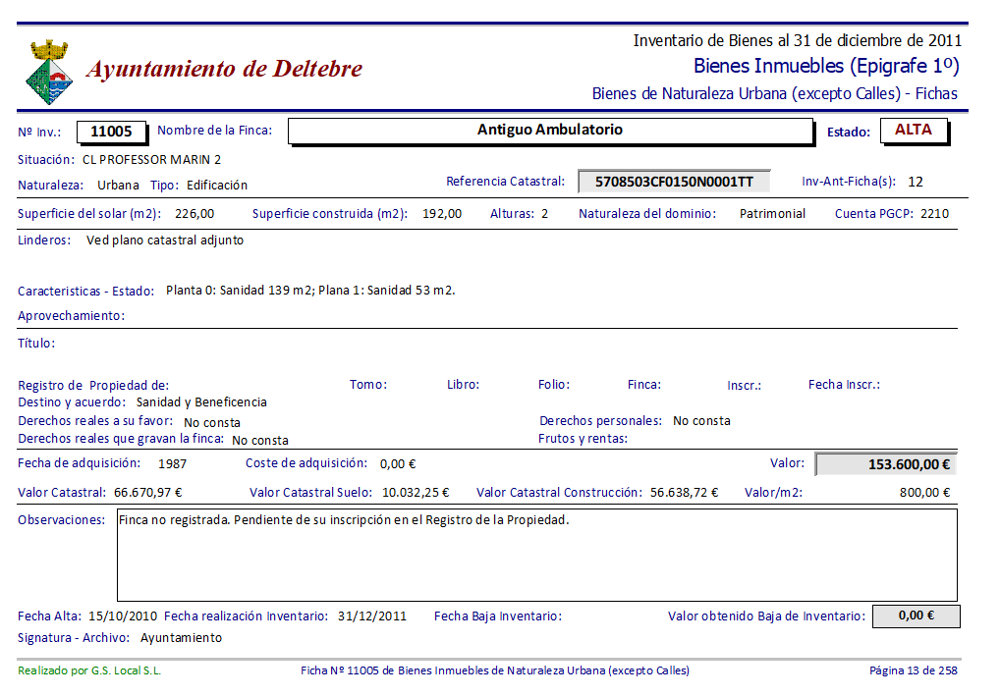 Inventario de Bienes al 31 de diciembre de 2011
Ayuntamiento de Deltebre
Bienes Inmuebles (Epigrafe 1º)
Bienes de Naturaleza Urbana (excepto Calles) - Fichas
Nº Inv.: 11005 Nombre de la Finca: Antiguo Ambulatorio Estado: ALTA
Situación: CL PROFESSOR MARIN 2
Naturaleza: Urbana Tipo: Edificación Referencia Catastral: 5708503CF0150N0001TT Inv-Ant-Ficha(s): 12
Superficie del solar (m2): 226,00 Superficie construida (m2): 192,00 Alturas: 2 Naturaleza del dominio: Patrimonial Cuenta PGCP: 2210
Linderos: Ved plano catastral adjunto
Caracteristicas - Estado: Planta 0: Sanidad 139 m2; Plana 1: Sanidad 53 m2.
Aprovechamiento:
Título:
Registro de Propiedad de: Tomo: Libro: Folio: Finca: Inscr.: Fecha Inscr.:
Destino y acuerdo: Sanidad y Beneficencia
Derechos reales a su favor: No consta Derechos personales: No consta
Derechos reales que gravan la finca: No consta Frutos y rentas:
Fecha de adquisición: 1987 Coste de adquisición: 0,00 € Valor: 153.600,00 €
Valor Catastral: 66.670,97 € Valor Catastral Suelo: 10.032,25 € Valor Catastral Construcción: 56.638,72 € Valor/m2: 800,00 €
Observaciones: Finca no registrada. Pendiente de su inscripción en el Registro de la Propiedad.
Fecha Alta: 15/10/2010 Fecha realización Inventario: 31/12/2011 Fecha Baja Inventario: Valor obtenido Baja de Inventario: 0,00 €
Signatura - Archivo: Ayuntamiento
Realizado por G.S. Local S.L. Ficha Nº 11005 de Bienes Inmuebles de Naturaleza Urbana (excepto Calles) Página 13 de 258